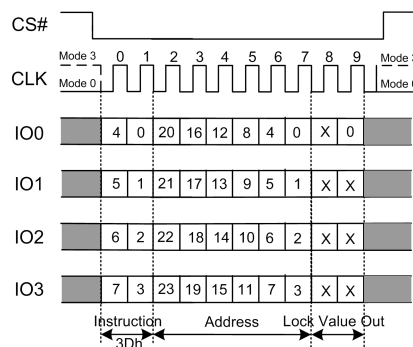 CS#
Mode 3 0 1 2 3 4 5 6 7 8 9 Mode 3
CLK
Mode 0 Mode
IO0 4 0 20 16 12 8 4 0 X 0
IO1 5 1 21 17 13 9 5 1 X X
IO2 6 2 22 18 14 10 6 2 X X
IO3 7 3 23 19 15 11 7 3 X X
Instruction Address Lock Value Out
3Dh